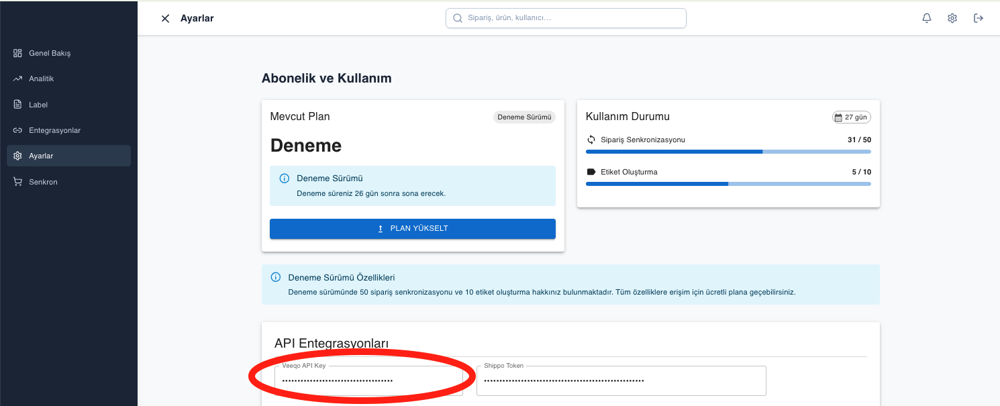 Ayarlar
Sipariş, ürün, kullanıcı...
Genel Bakış
Analitik
Label
Entegrasyonlar
Ayarlar
Senkron
Abonelik ve Kullanım
Mevcut Plan
Deneme Sürümü
Deneme
Deneme Sürümü
Deneme süreniz 26 gün sonra sona erecek.
PLAN YÜKSELT
Kullanım Durumu
27 gün
Sipariş Senkronizasyonu
31 / 50
Etiket Oluşturma
5 / 10
Deneme Sürümü Özellikleri
Deneme sürümünde 50 sipariş senkronizasyonu ve 10 etiket oluşturma hakkınız bulunmaktadır. Tüm özelliklere erişim için ücretli plana geçebilirsiniz.
API Entegrasyonları
Veeqo API Key
Shippo Token